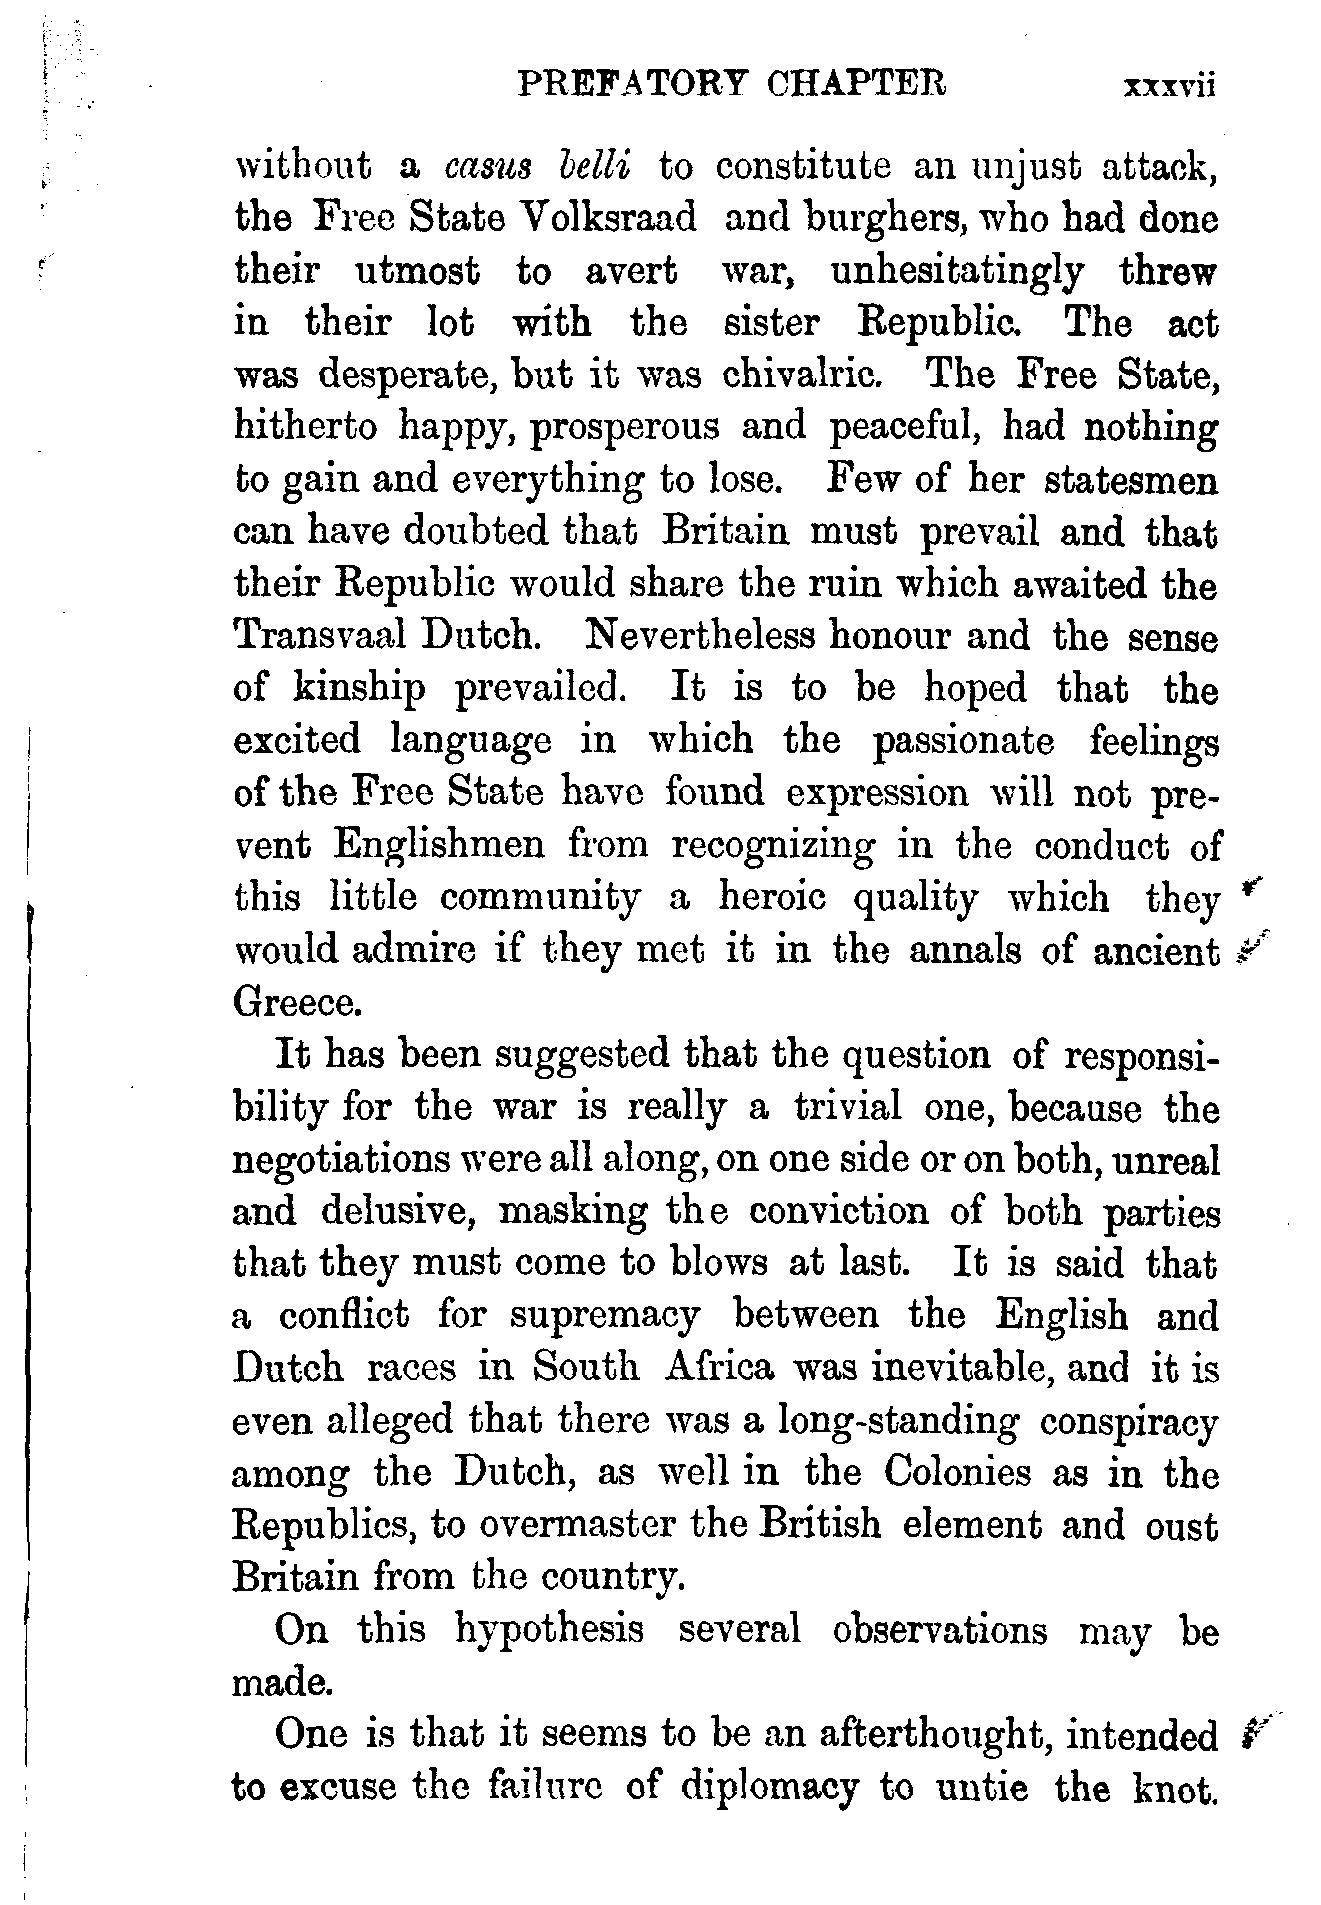 PREFATORY CHAPTER xxxvii
without a casus belli to constitute an unjust attack,
the Free State Volksraad and burghers, who had done
their utmost to avert war, unhesitatingly threw
in their lot with the sister Republic. The act
was desperate, but it was chivalric. The Free State,
hitherto happy, prosperous and peaceful, had nothing
to gain and everything to lose. Few of her statesmen
can have doubted that Britain must prevail and that
their Republic would share the ruin which awaited the
Transvaal Dutch. Nevertheless honour and the sense
of kinship prevailed. It is to be hoped that the
excited language in which the passionate feelings
of the Free State have found expression will not pre-
vent Englishmen from recognizing in the conduct of
this little community a heroic quality which they
would admire if they met it in the annals of ancient
Greece.
It has been suggested that the question of responsi-
bility for the war is really a trivial one, because the
negotiations were all along, on one side or on both, unreal
and delusive, masking the conviction of both parties
that they must come to blows at last. It is said that
a conflict for supremacy between the English and
Dutch races in South Africa was inevitable, and it is
even alleged that there was a long-standing conspiracy
among the Dutch, as well in the Colonies as in the
Republics, to overmaster the British element and oust
Britain from the country.
On this hypothesis several observations may be
made.
One is that it seems to be an afterthought, intended
to excuse the failure of diplomacy to untie the knot.